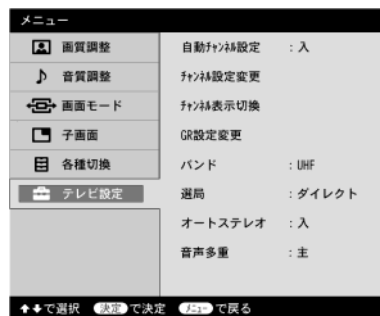 メニュー
画質調整
音質調整
画面モード
子画面
各種切換
テレビ設定
自動ﾁｬﾝﾈﾙ設定 : 入
ﾁｬﾝﾈﾙ設定変更
ﾁｬﾝﾈﾙ表示切換
GR設定変更
バンド : UHF
選局 : ダイレクト
オートステレオ : 入
音声多重 : 主
で選択 決定 で決定 ﾒﾆｭｰ で戻る